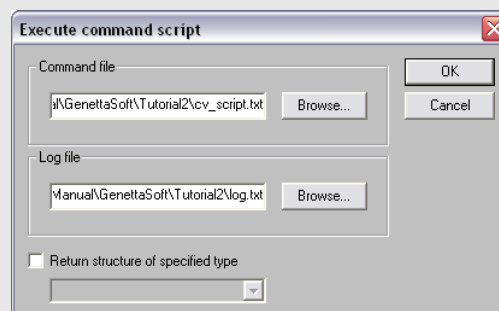 Execute command script
Command file
OK
al\GenettaSoft\Tutorial2\cv_script.txt
Browse...
Cancel
Log file
Manual\GenettaSoft\Tutorial2\log.txt
Browse...
Return structure of specified type